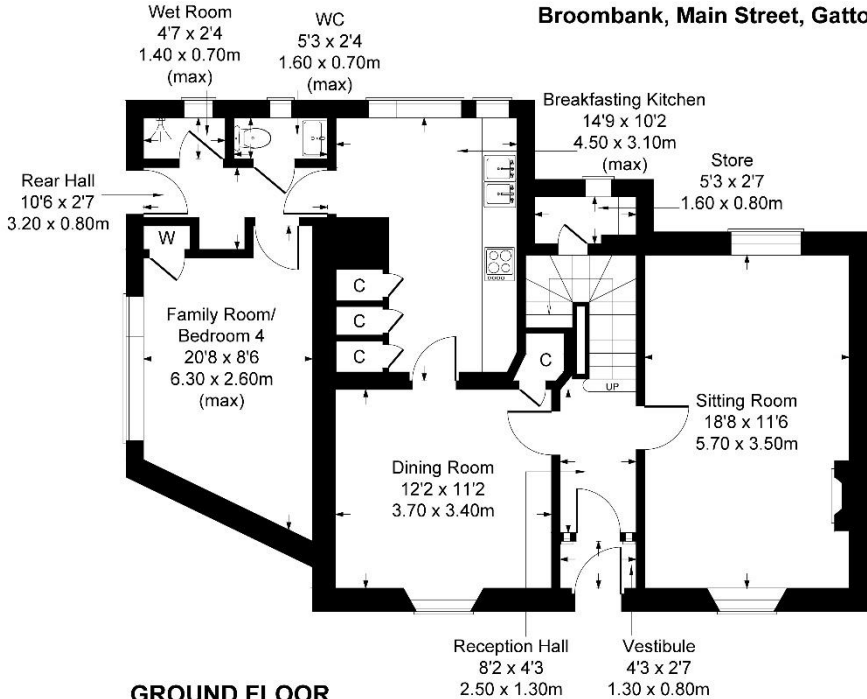 Broombank, Main Street, Gatto
Wet Room
4'7 x 2'4
1.40 x 0.70m
(max)
WC
5'3 x 2'4
1.60 x 0.70m
(max)
Breakfasting Kitchen
14'9 x 10'2
4.50 x 3.10m
(max)
Store
5'3 x 2'7
1.60 x 0.80m
Rear Hall
10'6 x 2'7
3.20 x 0.80m
W
C
C
C
C
Family Room/
Bedroom 4
20'8 x 8'6
6.30 x 2.60m
(max)
UP
Sitting Room
18'8 x 11'6
5.70 x 3.50m
Dining Room
12'2 x 11'2
3.70 x 3.40m
Reception Hall
8'2 x 4'3
2.50 x 1.30m
Vestibule
4'3 x 2'7
1.30 x 0.80m
GROUND FLOOR